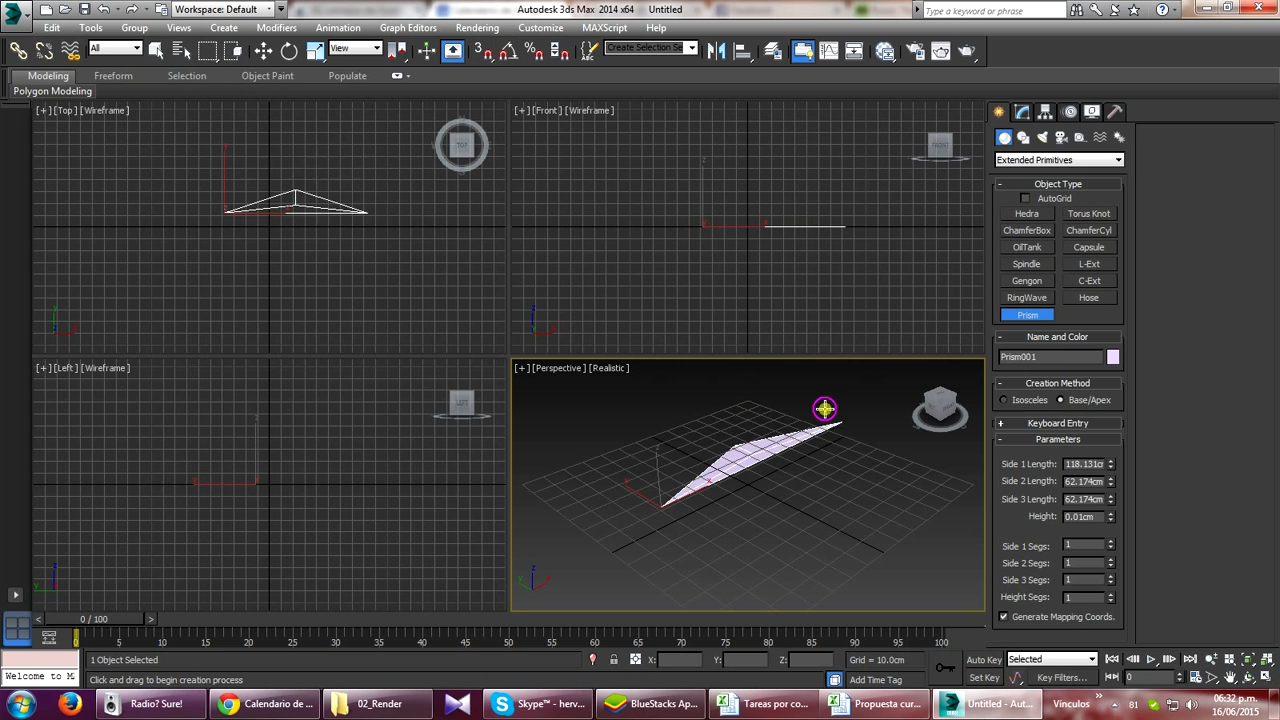 Workspace: Default
Autodesk 3ds Max 2014 x64 Untitled
Type a keyword or phrase
Edit Tools Group Views Create Modifiers Animation Graph Editors Rendering Customize MAXScript Help
All
View
Create Selection Se
Modeling Freeform Selection Object Paint Populate
Polygon Modeling
[+] [Top] [Wireframe]
TOP
[+] [Front] [Wireframe]
FRONT
[+] [Left] [Wireframe]
LEFT
[+] [Perspective] [Realistic]
Extended Primitives
Object Type
AutoGrid
Hedra Torus Knot
ChamferBox ChamferCyl
OilTank Capsule
Spindle L-Ext
Gengon C-Ext
RingWave Hose
Prism
Name and Color
Prism001
Creation Method
Isosceles Base/Apex
Keyboard Entry
Parameters
Side 1 Length: 118.131c
Side 2 Length: 62.174cm
Side 3 Length: 62.174cm
Height: 0.01cm
Side 1 Segs: 1
Side 2 Segs: 1
Side 3 Segs: 1
Height Segs: 1
Generate Mapping Coords.
0 / 100
0 5 10 15 20 25 30 35 40 45 50 55 60 65 70 75 80 85 90 95 100
1 Object Selected
X: Y: Z:
Grid = 10.0cm
Auto Key
Selected
Welcome to M
Click and drag to begin creation process
Add Time Tag
Set Key
Key Filters...
0
Radio? Sure!
Calendario de ...
02_Render
Skype™ - herv...
BlueStacks Ap...
Tareas por co...
Propuesta cur...
Untitled - Aut...
Vínculos
81
06:32 p.m.
16/06/2015